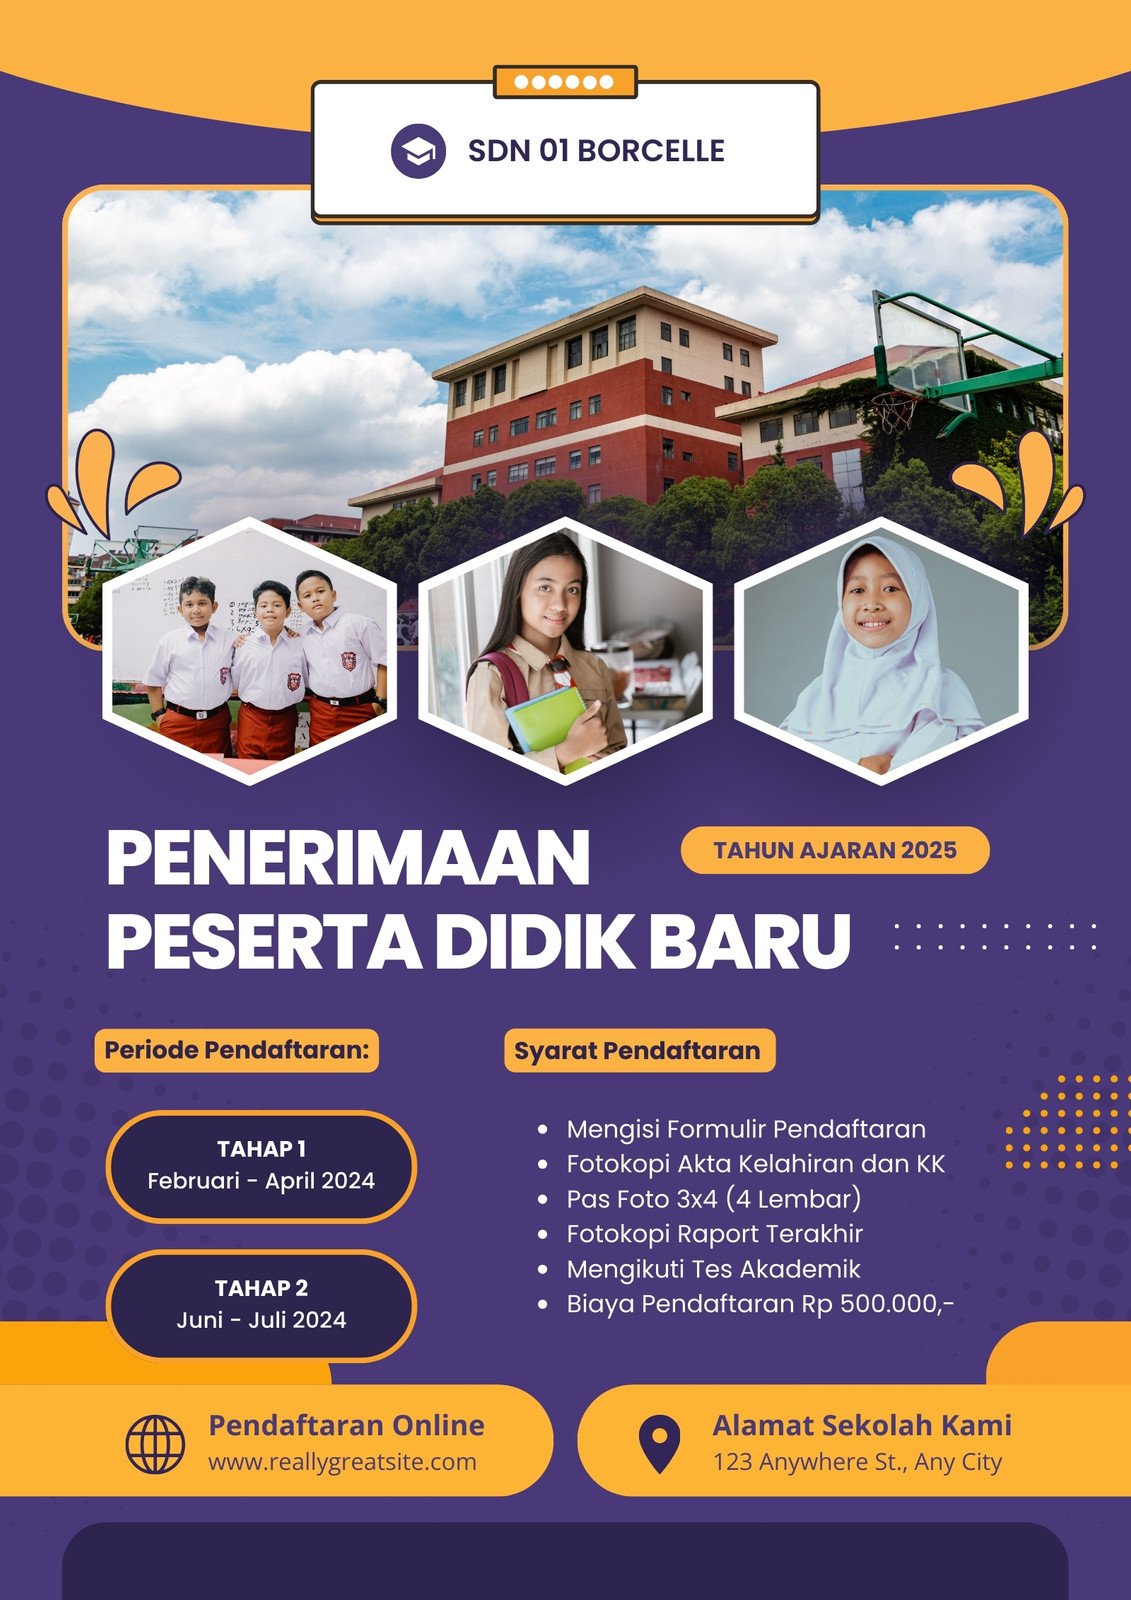 SDN 01 BORCELLE
PENERIMAAN
PESERTA DIDIK BARU
TAHUN AJARAN 2025
Periode Pendaftaran:
TAHAP 1
Februari - April 2024
TAHAP 2
Juni - Juli 2024
Syarat Pendaftaran
• Mengisi Formulir Pendaftaran
• Fotokopi Akta Kelahiran dan KK
• Pas Foto 3x4 (4 Lembar)
• Fotokopi Raport Terakhir
• Mengikuti Tes Akademik
• Biaya Pendaftaran Rp 500.000,-
Pendaftaran Online
www.reallygreatsite.com
Alamat Sekolah Kami
123 Anywhere St., Any City